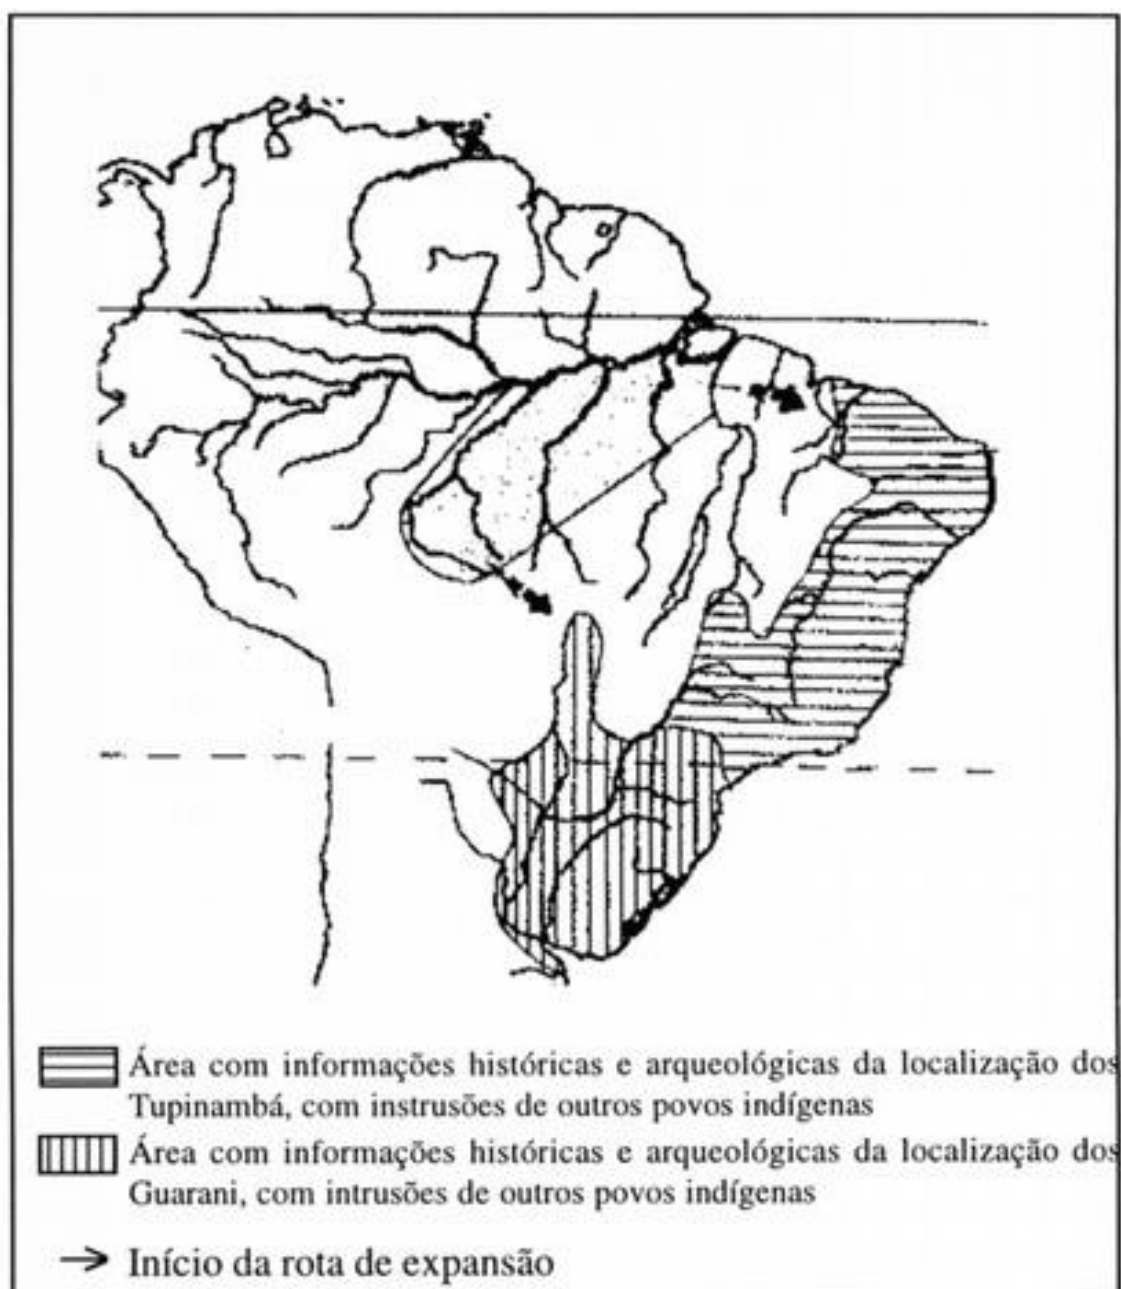 Área com informações históricas e arqueológicas da localização dos
Tupinambá, com instrusões de outros povos indígenas
Área com informações históricas e arqueológicas da localização dos
Guarani, com intrusões de outros povos indígenas
Início da rota de expansão